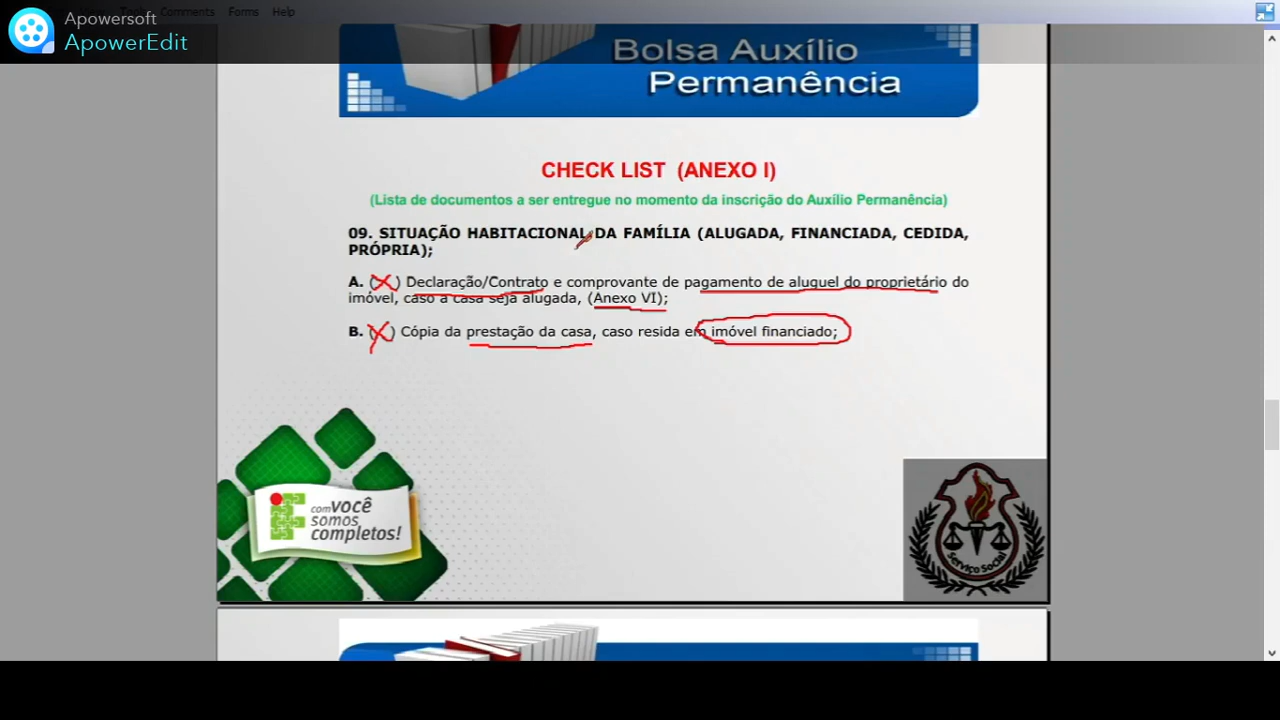 Apowersoft
ApowerEdit
Tools
Comments
Forms
Help
Bolsa Auxílio
Permanência
CHECK LIST (ANEXO I)
(Lista de documentos a ser entregue no momento da inscrição do Auxílio Permanência)
09. SITUAÇÃO HABITACIONAL DA FAMÍLIA (ALUGADA, FINANCIADA, CEDIDA,
PRÓPRIA);
A. ( ) Declaração/Contrato e comprovante de pagamento de aluguel do proprietário do
imóvel, caso a casa seja alugada, (Anexo VI);
B. ( ) Cópia da prestação da casa, caso resida em imóvel financiado;
com você
somos
completos!
Serviço Social